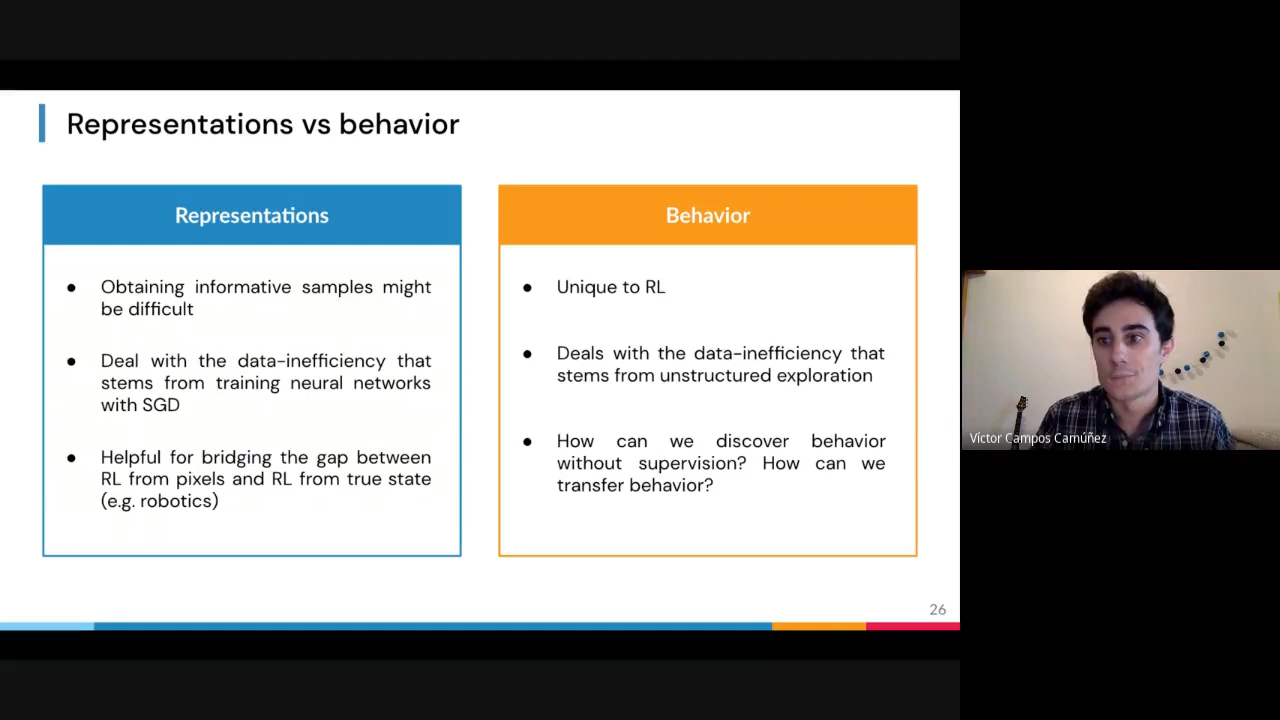 Representations vs behavior
Representations
● Obtaining informative samples might
be difficult
● Deal with the data-inefficiency that
stems from training neural networks
with SGD
● Helpful for bridging the gap between
RL from pixels and RL from true state
(e.g. robotics)
Behavior
● Unique to RL
● Deals with the data-inefficiency that
stems from unstructured exploration
● How can we discover behavior
without supervision? How can we
transfer behavior?
26
Víctor Campos Camúñez